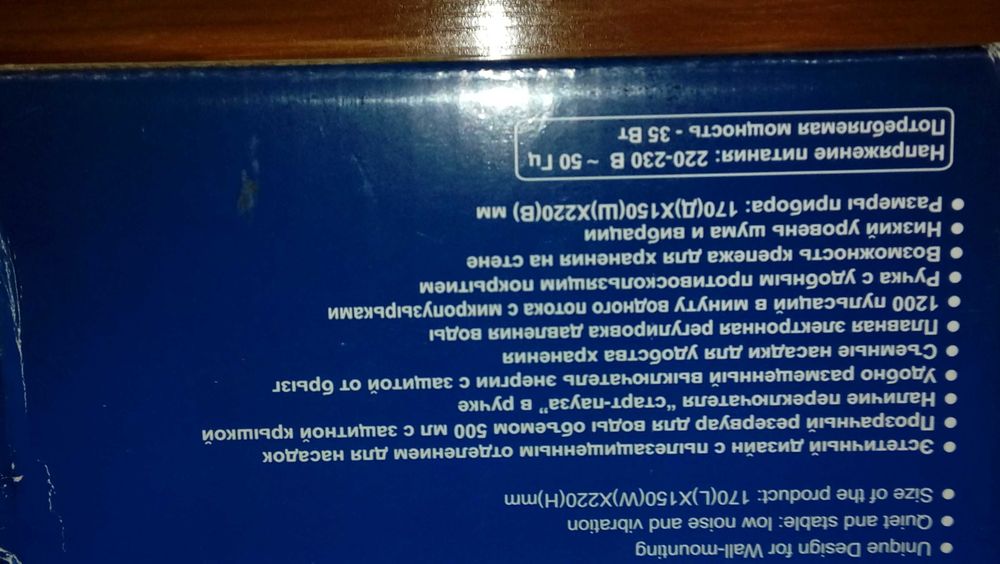 ● Unique Design for Wall-mounting
● Quiet and stable: low noise and vibration
● Size of the product: 170(L)X150(W)X220(H)mm
● Эстетичный дизайн с пылезащищенным отделением для насадок
● Прозрачный резервуар для воды объемом 500 мл с защитной крышкой
● Наличие переключателя “старт-пауза” в ручке
● Удобно размещенный выключатель энергии с защитой от брызг
● Съемные насадки для удобства хранения
● Плавная электронная регулировка давления воды
● 1200 пульсаций в минуту водного потока с микропузырьками
● Ручка с удобным противоскользящим покрытием
● Возможность крепежа для хранения на стене
● Низкий уровень шума и вибрации
● Размеры прибора: 170(Д)Х150(Ш)Х220(В) мм
Напряжение питания: 220-230 В ~ 50 Гц
Потребляемая мощность - 35 Вт